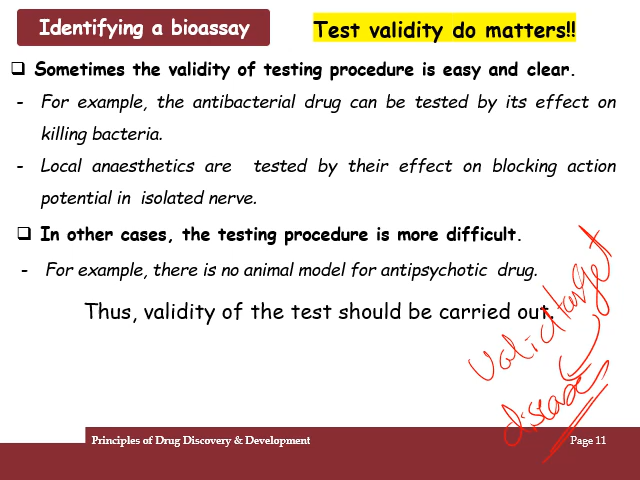 Identifying a bioassay
Test validity do matters!!
❑ Sometimes the validity of testing procedure is easy and clear.
- For example, the antibacterial drug can be tested by its effect on
killing bacteria.
- Local anaesthetics are tested by their effect on blocking action
potential in isolated nerve.
❑ In other cases, the testing procedure is more difficult.
- For example, there is no animal model for antipsychotic drug.
Thus, validity of the test should be carried out.
Valid target
disease
Principles of Drug Discovery & Development
Page 11